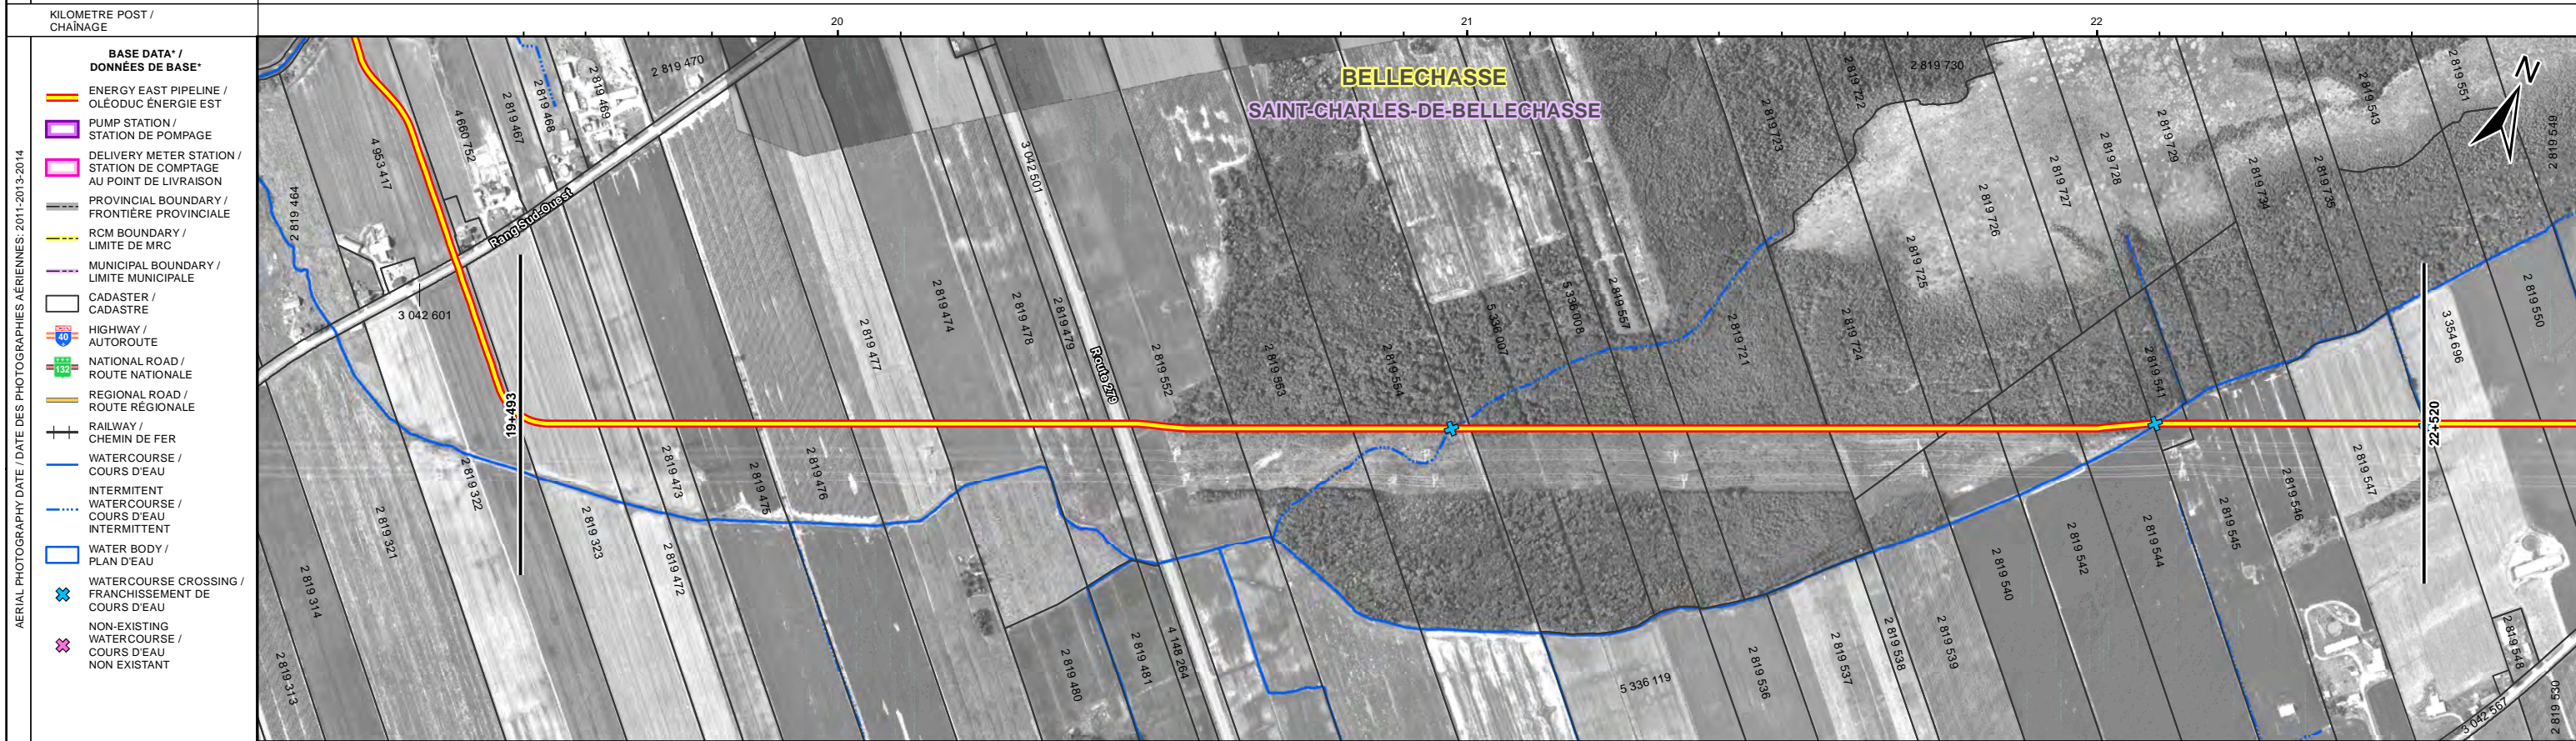 KILOMETRE POST /
CHAÎNAGE
20
21
22
AERIAL PHOTOGRAPHY DATE / DATE DES PHOTOGRAPHIES AÉRIENNES: 2011-2013-2014
BASE DATA* /
DONNÉES DE BASE*
ENERGY EAST PIPELINE /
OLÉODUC ÉNERGIE EST
PUMP STATION /
STATION DE POMPAGE
DELIVERY METER STATION /
STATION DE COMPTAGE
AU POINT DE LIVRAISON
PROVINCIAL BOUNDARY /
FRONTIÈRE PROVINCIALE
RCM BOUNDARY /
LIMITE DE MRC
MUNICIPAL BOUNDARY /
LIMITE MUNICIPALE
CADASTER /
CADASTRE
40
HIGHWAY /
AUTOROUTE
132
NATIONAL ROAD /
ROUTE NATIONALE
REGIONAL ROAD /
ROUTE RÉGIONALE
RAILWAY /
CHEMIN DE FER
WATERCOURSE /
COURS D'EAU
INTERMITENT
WATERCOURSE /
COURS D'EAU
INTERMITTENT
WATER BODY /
PLAN D'EAU
WATERCOURSE CROSSING /
FRANCHISSEMENT DE
COURS D'EAU
NON-EXISTING
WATERCOURSE /
COURS D'EAU
NON EXISTANT
BELLECHASSE
SAINT-CHARLES-DE-BELLECHASSE
N
2 819 464
4 953 417
4 660 752
2 819 467
2 819 468
2 819 469
2 819 470
Rang Sud-Ouest
3 042 601
19+493
2 819 477
2 819 474
2 819 478
2 819 479
3 042 501
Route 279
2 819 552
2 819 553
2 819 554
5 336 007
5 336 008
2 819 557
2 819 721
2 819 723
2 819 722
2 819 724
2 819 725
2 819 730
2 819 726
2 819 727
2 819 728
2 819 729
2 819 734
2 819 735
2 819 543
2 819 551
2 819 549
2 819 550
3 354 696
2 819 541
22+520
2 819 322
2 819 321
2 819 314
2 819 313
2 819 323
2 819 473
2 819 472
2 819 475
2 819 476
2 819 480
2 819 481
4 148 264
5 336 119
2 819 536
2 819 537
2 819 538
2 819 539
2 819 540
2 819 542
2 819 544
2 819 545
2 819 546
2 819 547
2 819 548
3 042 567
2 819 530